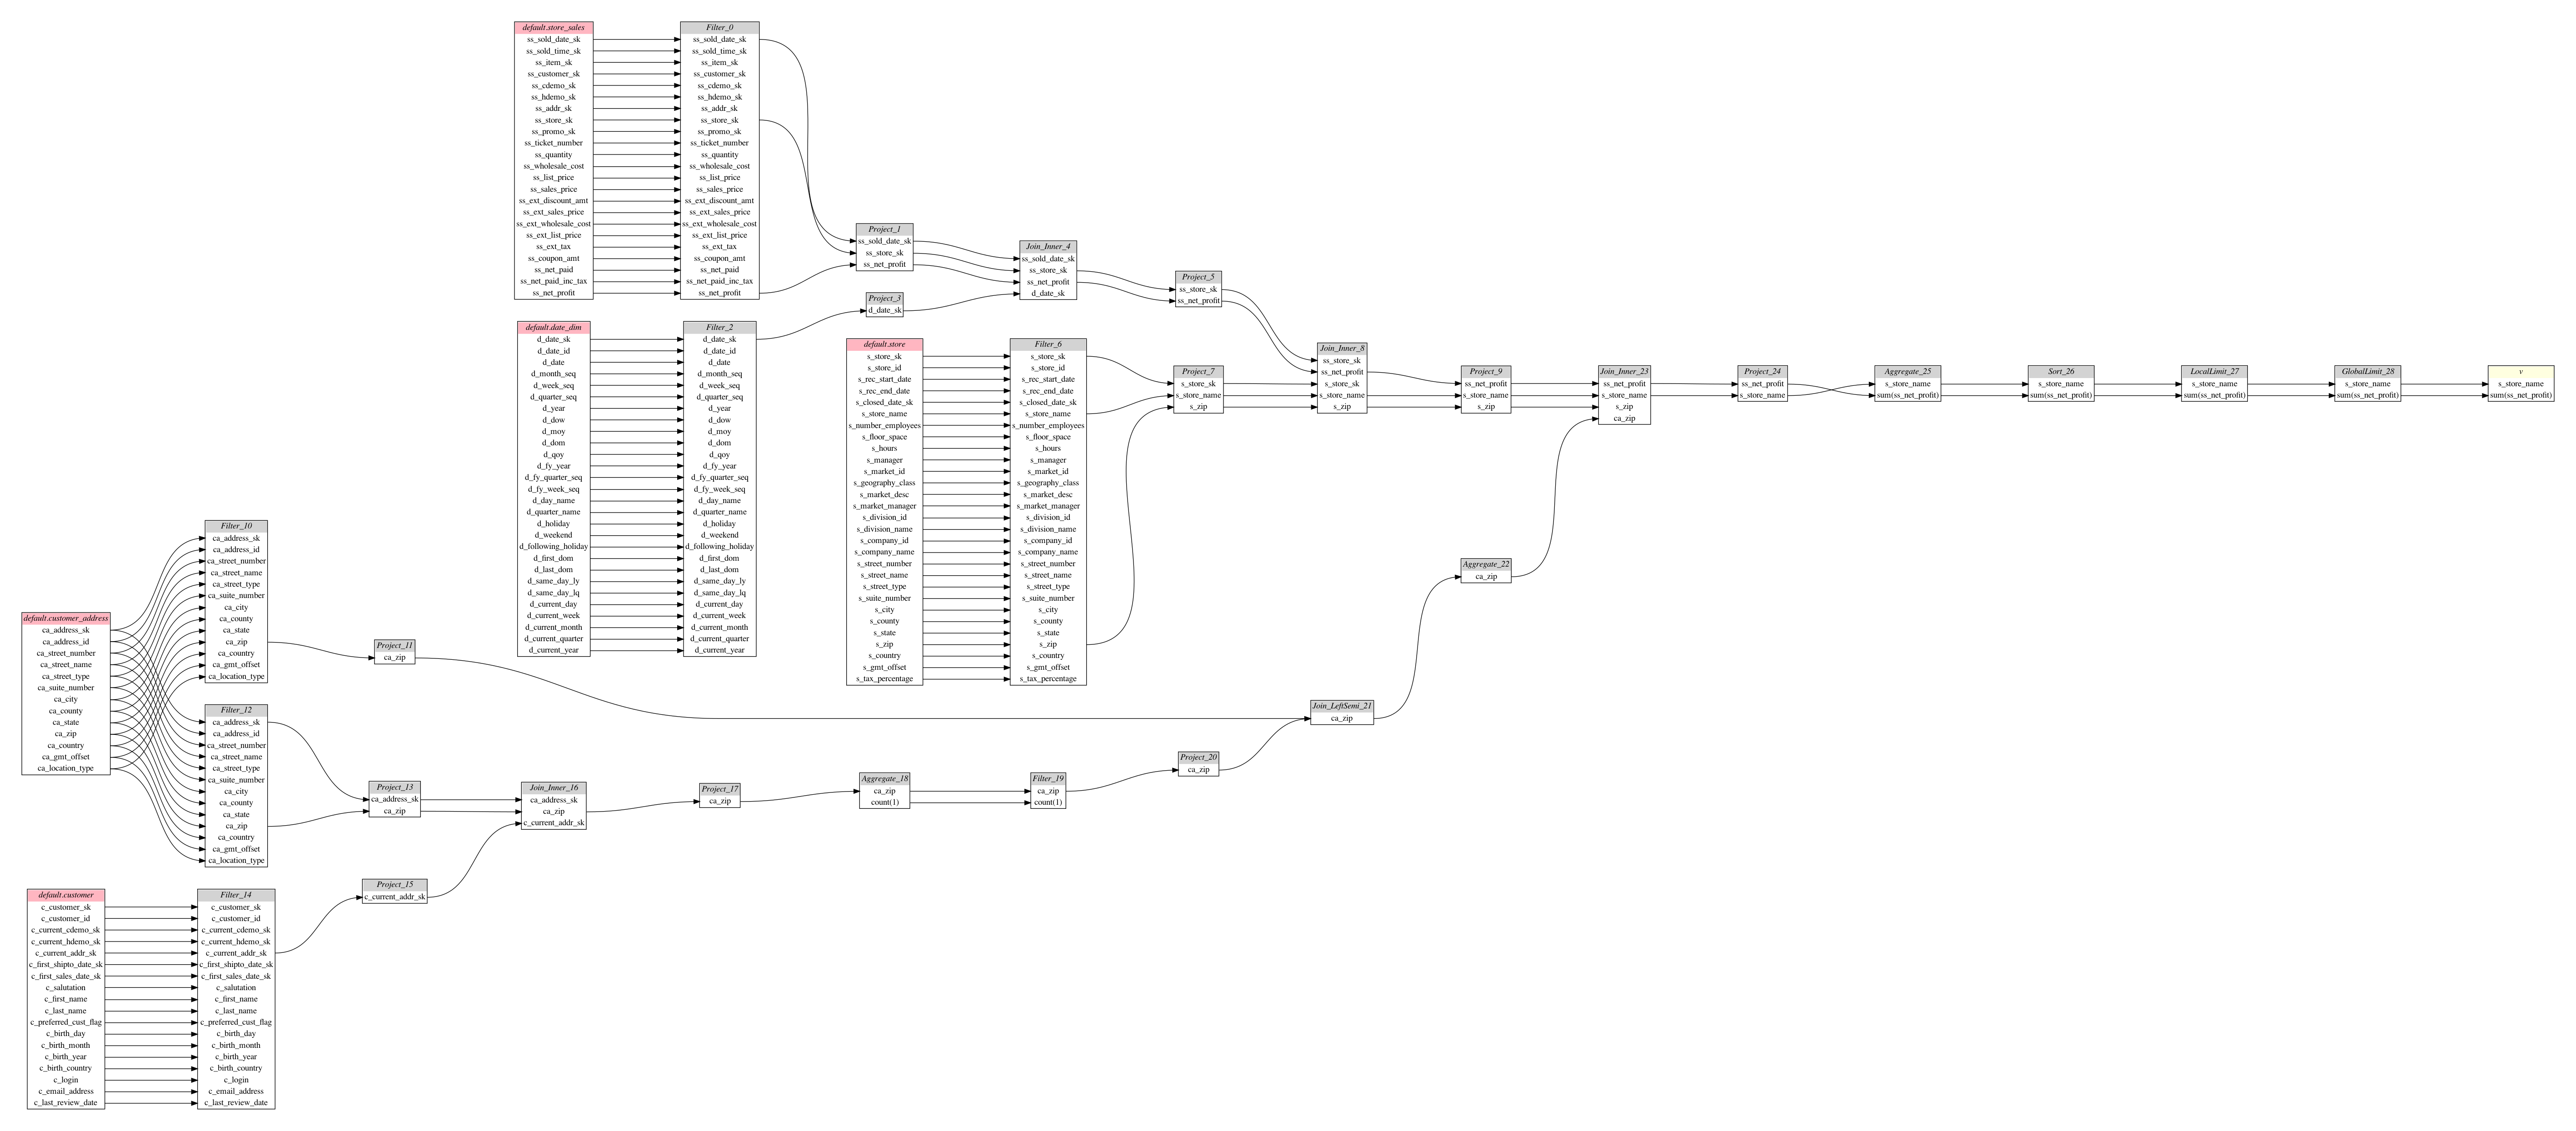 default.store_sales
ss_sold_date_sk
ss_sold_time_sk
ss_item_sk
ss_customer_sk
ss_cdemo_sk
ss_hdemo_sk
ss_addr_sk
ss_store_sk
ss_promo_sk
ss_ticket_number
ss_quantity
ss_wholesale_cost
ss_list_price
ss_sales_price
ss_ext_discount_amt
ss_ext_sales_price
ss_ext_wholesale_cost
ss_ext_list_price
ss_ext_tax
ss_coupon_amt
ss_net_paid
ss_net_paid_inc_tax
ss_net_profit
Filter_0
ss_sold_date_sk
ss_sold_time_sk
ss_item_sk
ss_customer_sk
ss_cdemo_sk
ss_hdemo_sk
ss_addr_sk
ss_store_sk
ss_promo_sk
ss_ticket_number
ss_quantity
ss_wholesale_cost
ss_list_price
ss_sales_price
ss_ext_discount_amt
ss_ext_sales_price
ss_ext_wholesale_cost
ss_ext_list_price
ss_ext_tax
ss_coupon_amt
ss_net_paid
ss_net_paid_inc_tax
ss_net_profit
Project_1
ss_sold_date_sk
ss_store_sk
ss_net_profit
Project_3
d_date_sk
Join_Inner_4
ss_sold_date_sk
ss_store_sk
ss_net_profit
d_date_sk
Project_5
ss_store_sk
ss_net_profit
default.date_dim
d_date_sk
d_date_id
d_date
d_month_seq
d_week_seq
d_quarter_seq
d_year
d_dow
d_moy
d_dom
d_qoy
d_fy_year
d_fy_quarter_seq
d_fy_week_seq
d_day_name
d_quarter_name
d_holiday
d_weekend
d_following_holiday
d_first_dom
d_last_dom
d_same_day_ly
d_same_day_lq
d_current_day
d_current_week
d_current_month
d_current_quarter
d_current_year
Filter_2
d_date_sk
d_date_id
d_date
d_month_seq
d_week_seq
d_quarter_seq
d_year
d_dow
d_moy
d_dom
d_qoy
d_fy_year
d_fy_quarter_seq
d_fy_week_seq
d_day_name
d_quarter_name
d_holiday
d_weekend
d_following_holiday
d_first_dom
d_last_dom
d_same_day_ly
d_same_day_lq
d_current_day
d_current_week
d_current_month
d_current_quarter
d_current_year
default.store
s_store_sk
s_store_id
s_rec_start_date
s_rec_end_date
s_closed_date_sk
s_store_name
s_number_employees
s_floor_space
s_hours
s_manager
s_market_id
s_geography_class
s_market_desc
s_market_manager
s_division_id
s_division_name
s_company_id
s_company_name
s_street_number
s_street_name
s_street_type
s_suite_number
s_city
s_county
s_state
s_zip
s_country
s_gmt_offset
s_tax_percentage
Filter_6
s_store_sk
s_store_id
s_rec_start_date
s_rec_end_date
s_closed_date_sk
s_store_name
s_number_employees
s_floor_space
s_hours
s_manager
s_market_id
s_geography_class
s_market_desc
s_market_manager
s_division_id
s_division_name
s_company_id
s_company_name
s_street_number
s_street_name
s_street_type
s_suite_number
s_city
s_county
s_state
s_zip
s_country
s_gmt_offset
s_tax_percentage
Project_7
s_store_sk
s_store_name
s_zip
Join_Inner_8
ss_store_sk
ss_net_profit
s_store_sk
s_store_name
s_zip
Project_9
ss_net_profit
s_store_name
s_zip
Join_Inner_23
ss_net_profit
s_store_name
s_zip
ca_zip
Project_24
ss_net_profit
s_store_name
Aggregate_25
s_store_name
sum(ss_net_profit)
Sort_26
s_store_name
sum(ss_net_profit)
LocalLimit_27
s_store_name
sum(ss_net_profit)
GlobalLimit_28
s_store_name
sum(ss_net_profit)
v
s_store_name
sum(ss_net_profit)
default.customer_address
ca_address_sk
ca_address_id
ca_street_number
ca_street_name
ca_street_type
ca_suite_number
ca_city
ca_county
ca_state
ca_zip
ca_country
ca_gmt_offset
ca_location_type
Filter_10
ca_address_sk
ca_address_id
ca_street_number
ca_street_name
ca_street_type
ca_suite_number
ca_city
ca_county
ca_state
ca_zip
ca_country
ca_gmt_offset
ca_location_type
Project_11
ca_zip
Filter_12
ca_address_sk
ca_address_id
ca_street_number
ca_street_name
ca_street_type
ca_suite_number
ca_city
ca_county
ca_state
ca_zip
ca_country
ca_gmt_offset
ca_location_type
Project_13
ca_address_sk
ca_zip
Join_Inner_16
ca_address_sk
ca_zip
c_current_addr_sk
Project_17
ca_zip
Aggregate_18
ca_zip
count(1)
Filter_19
ca_zip
count(1)
Project_20
ca_zip
Join_LeftSemi_21
ca_zip
Aggregate_22
ca_zip
default.customer
c_customer_sk
c_customer_id
c_current_cdemo_sk
c_current_hdemo_sk
c_current_addr_sk
c_first_shipto_date_sk
c_first_sales_date_sk
c_salutation
c_first_name
c_last_name
c_preferred_cust_flag
c_birth_day
c_birth_month
c_birth_year
c_birth_country
c_login
c_email_address
c_last_review_date
Filter_14
c_customer_sk
c_customer_id
c_current_cdemo_sk
c_current_hdemo_sk
c_current_addr_sk
c_first_shipto_date_sk
c_first_sales_date_sk
c_salutation
c_first_name
c_last_name
c_preferred_cust_flag
c_birth_day
c_birth_month
c_birth_year
c_birth_country
c_login
c_email_address
c_last_review_date
Project_15
c_current_addr_sk